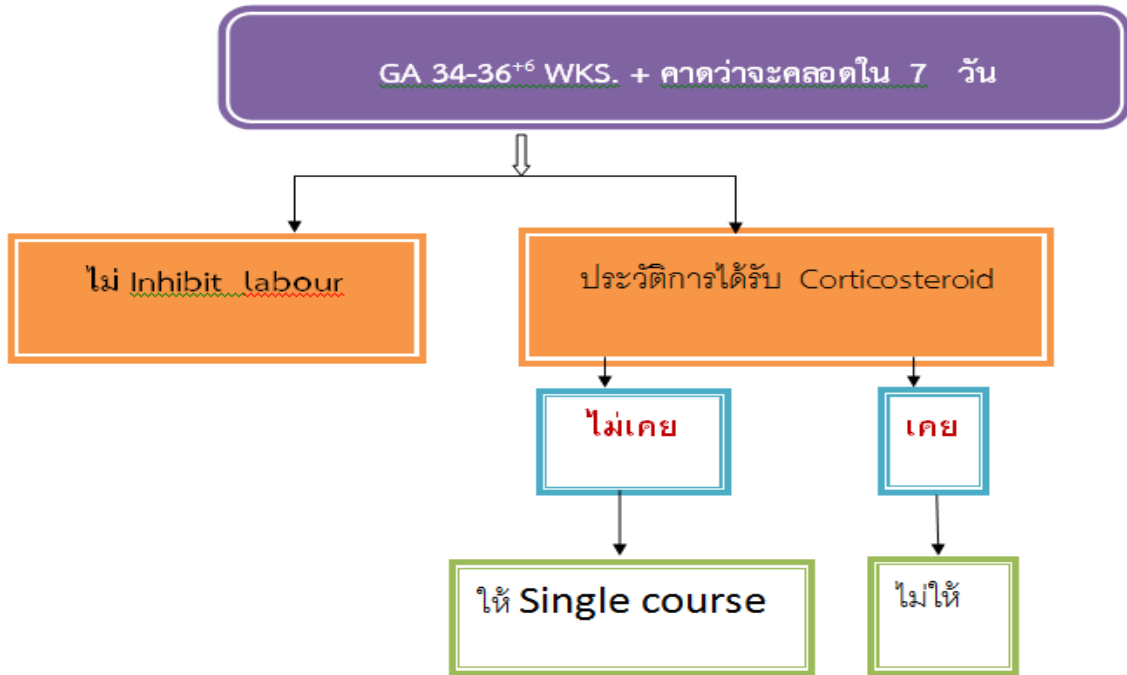 GA 34-36⁺⁶ WKS. + คาดว่าจะคลอดใน 7 วัน
ไม่ Inhibit labour
ประวัติการได้รับ Corticosteroid
ไม่เคย
เคย
ให้ Single course
ไม่ให้